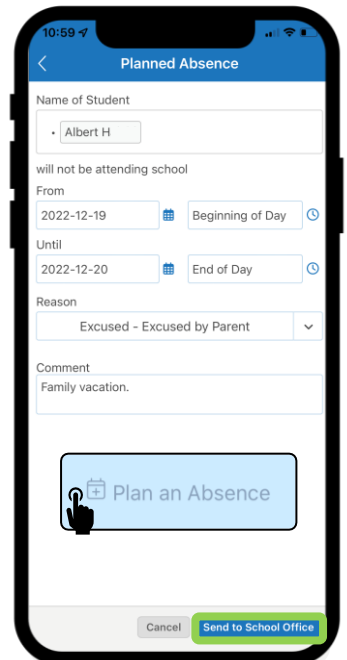 10:59
Planned Absence
Name of Student
• Albert H
will not be attending school
From
2022-12-19 Beginning of Day
Until
2022-12-20 End of Day
Reason
Excused - Excused by Parent
Comment
Family vacation.
Plan an Absence
Cancel Send to School Office